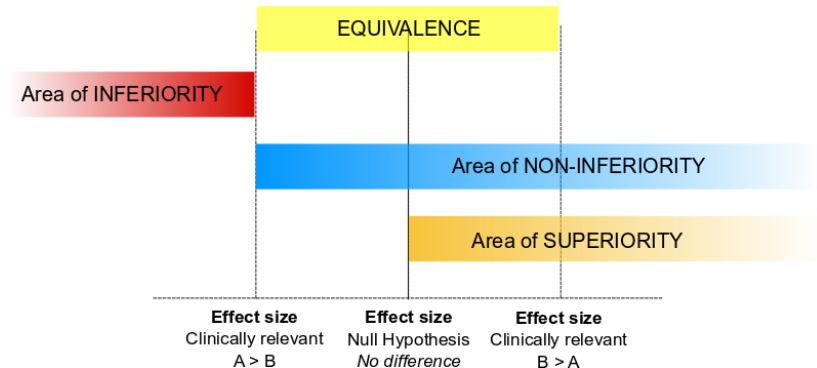 EQUIVALENCE
Area of INFERIORITY
Area of NON-INFERIORITY
Area of SUPERIORITY
Effect size
Clinically relevant
A > B
Effect size
Null Hypothesis
No difference
Effect size
Clinically relevant
B > A